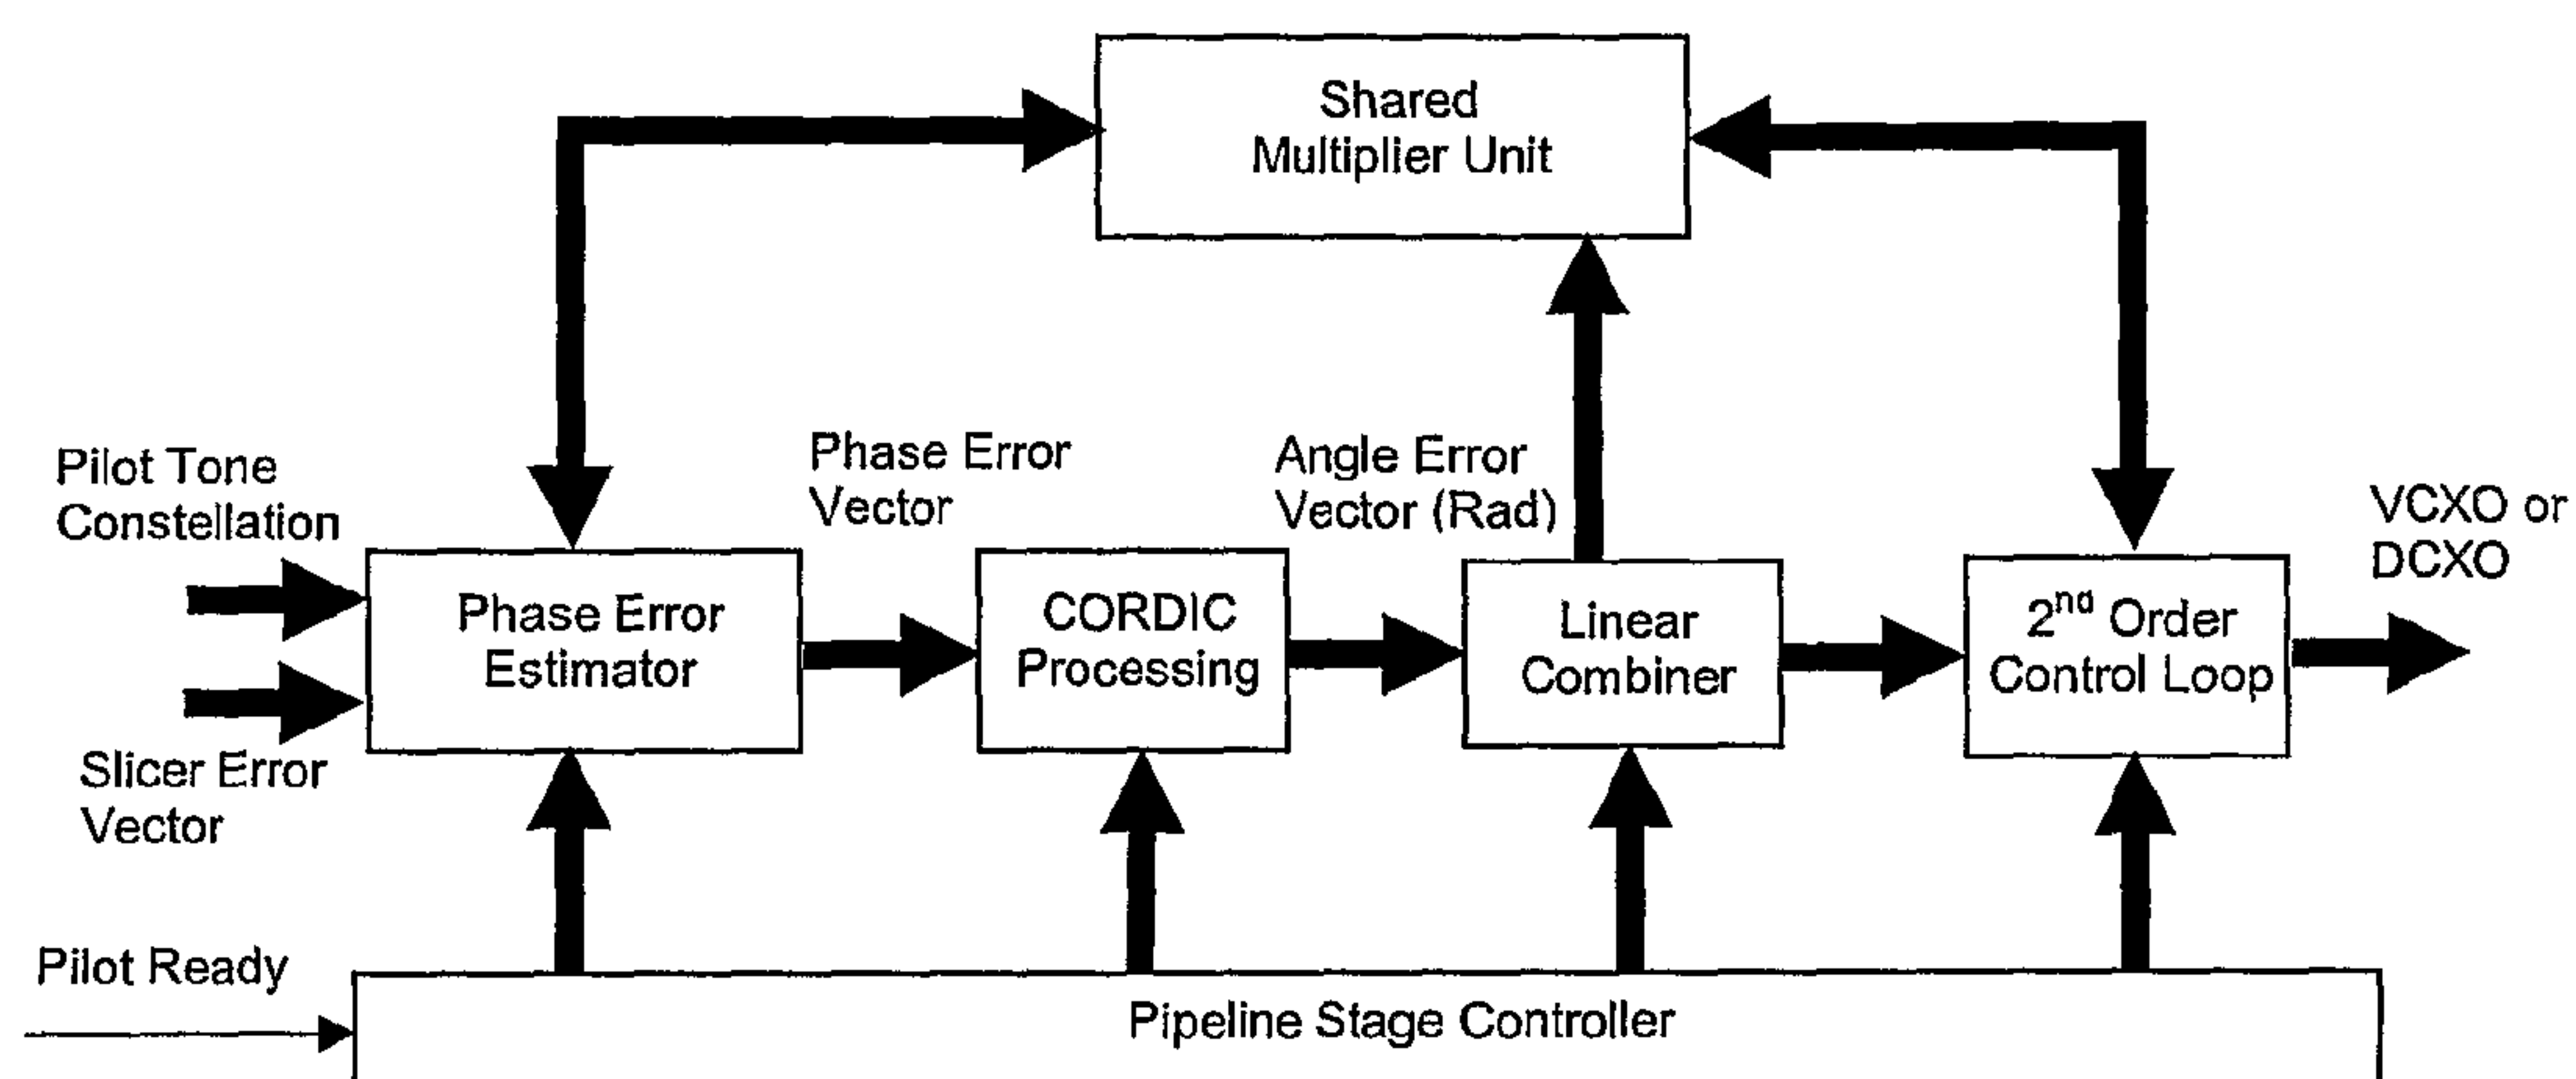 Shared
Multiplier Unit
Pilot Tone
Constellation
Phase Error
Vector
Angle Error
Vector (Rad)
VCXO or
DCXO
Phase Error
Estimator
CORDIC
Processing
Linear
Combiner
2nd Order
Control Loop
Slicer Error
Vector
Pilot Ready
Pipeline Stage Controller